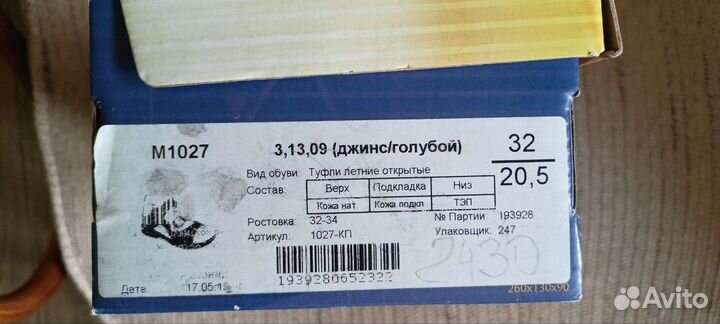 M1027 3,13,09 (джинс/голубой) 32
20,5
Вид обуви: Туфли летние открытые
Состав: Верх Подкладка Низ
Кожа нат. Кожа подкл ТЭП
Ростовка: 32-34 № Партии 193928
Артикул: 1027-КП Упаковщик: 247
2430
1939280652322
Дата: 17.05.1
260x130x90
Avito